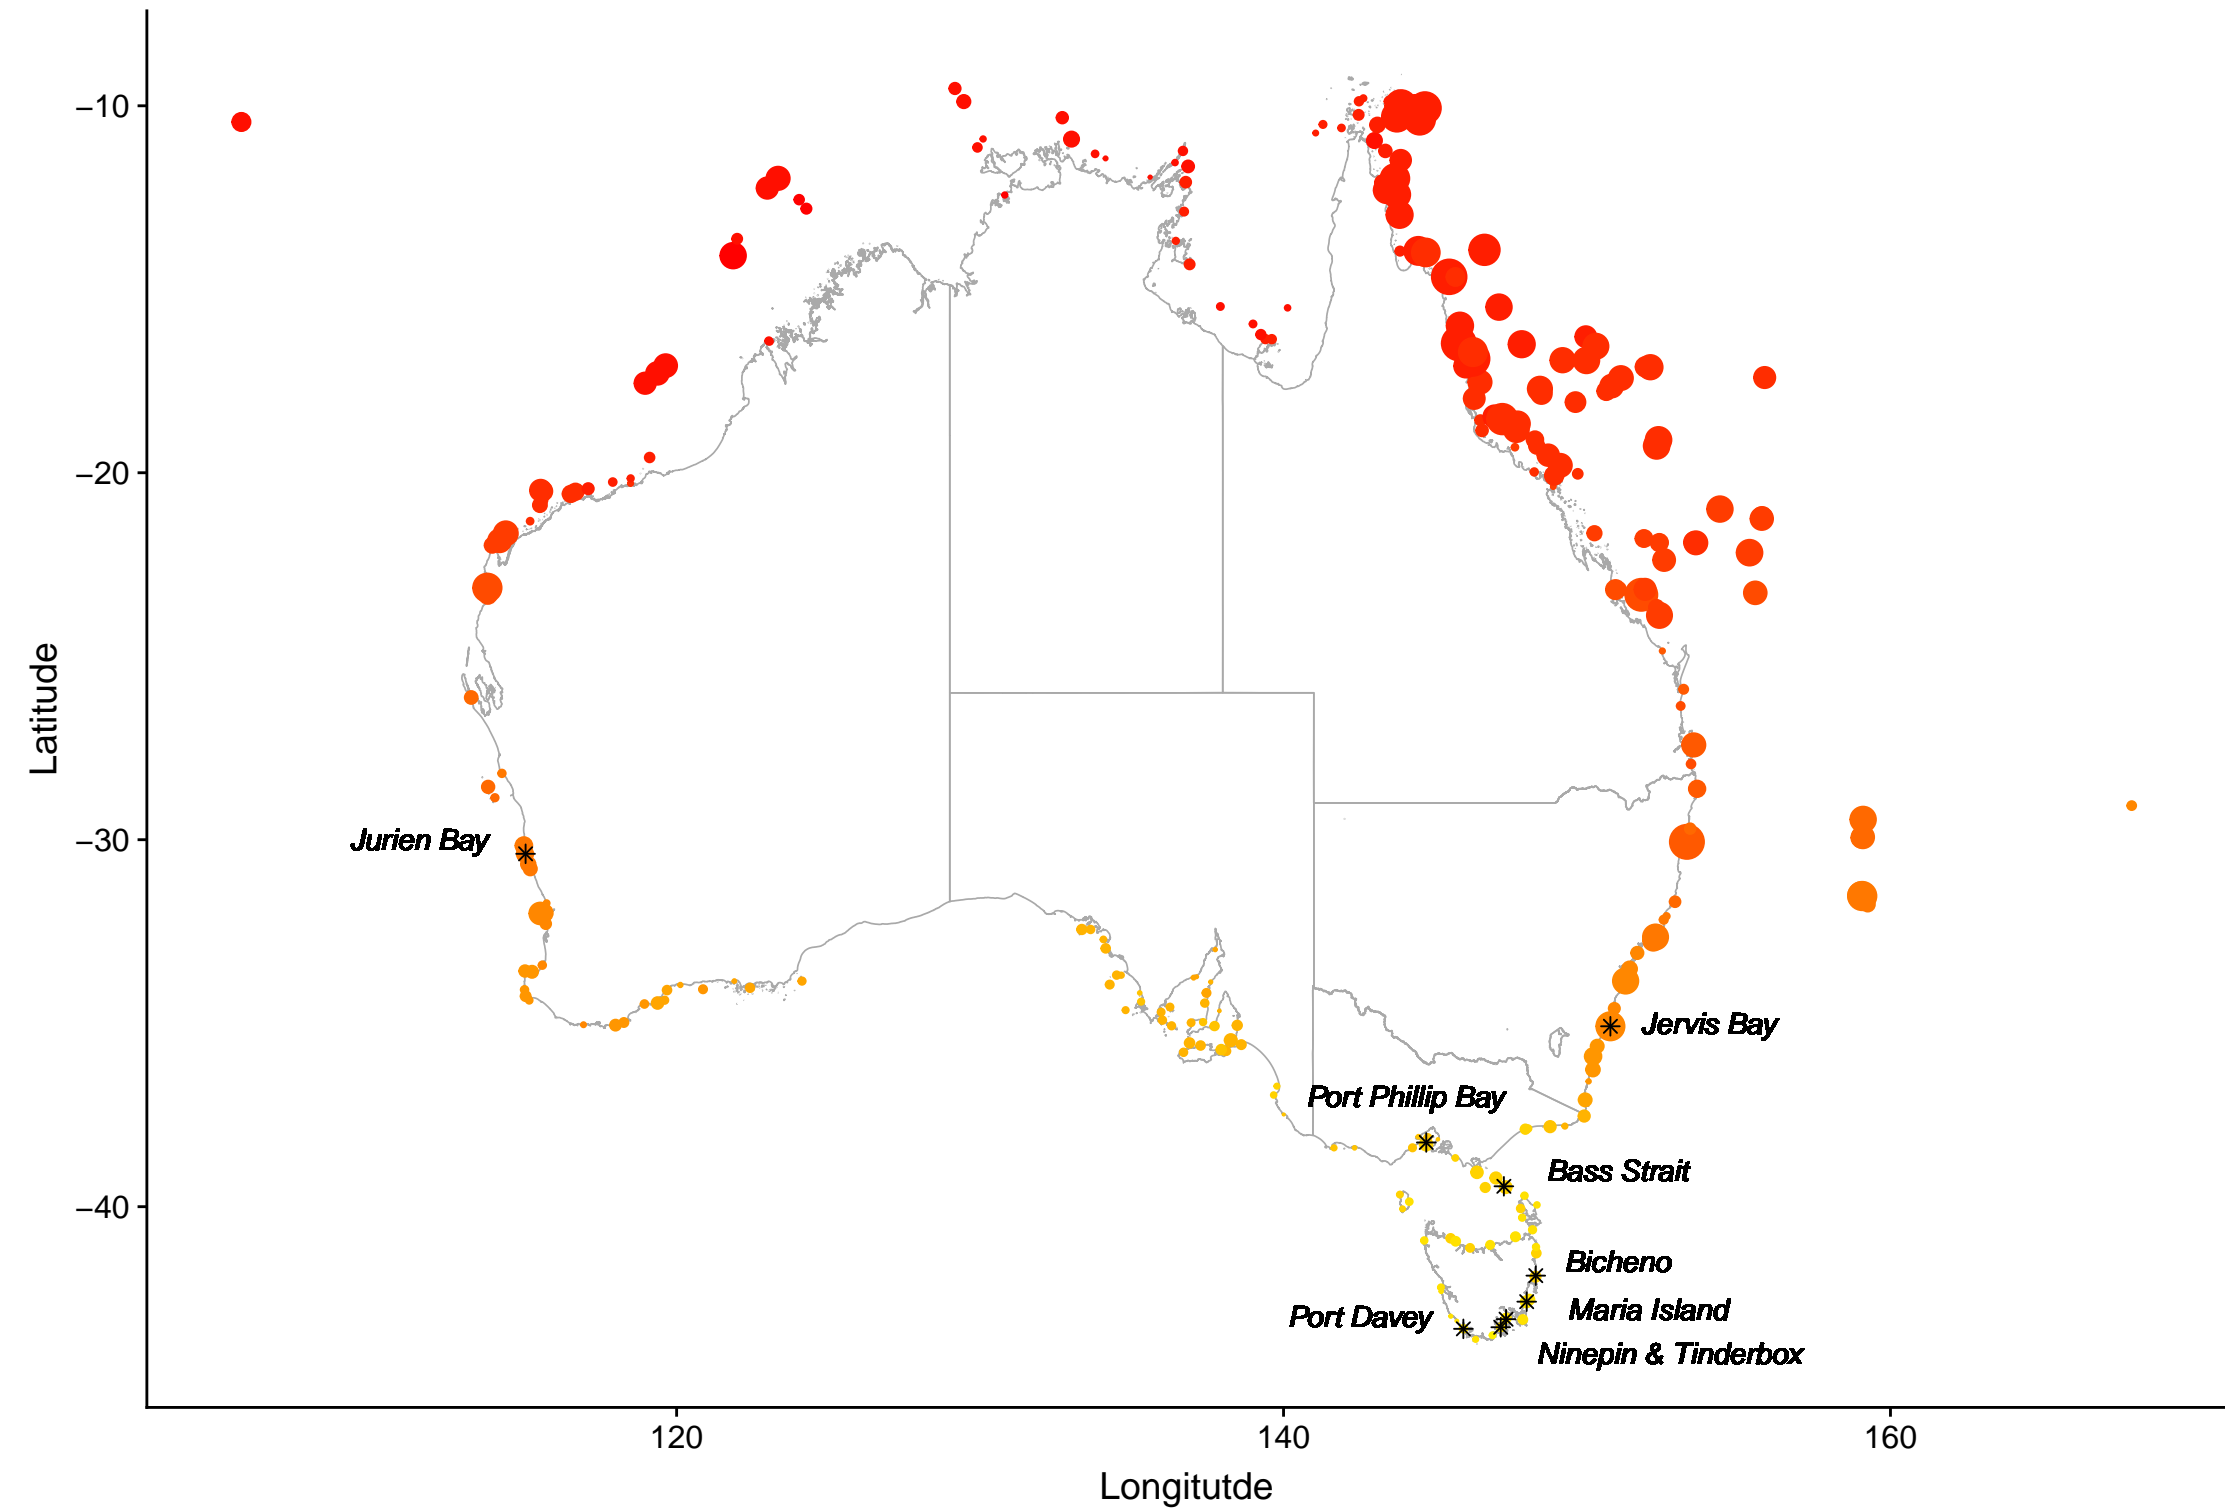 −10
−20
−30
−40
Latitude
Jurien Bay
Jervis Bay
Port Phillip Bay
Bass Strait
Bicheno
Maria Island
Port Davey
Ninepin & Tinderbox
120
140
160
Longitutde